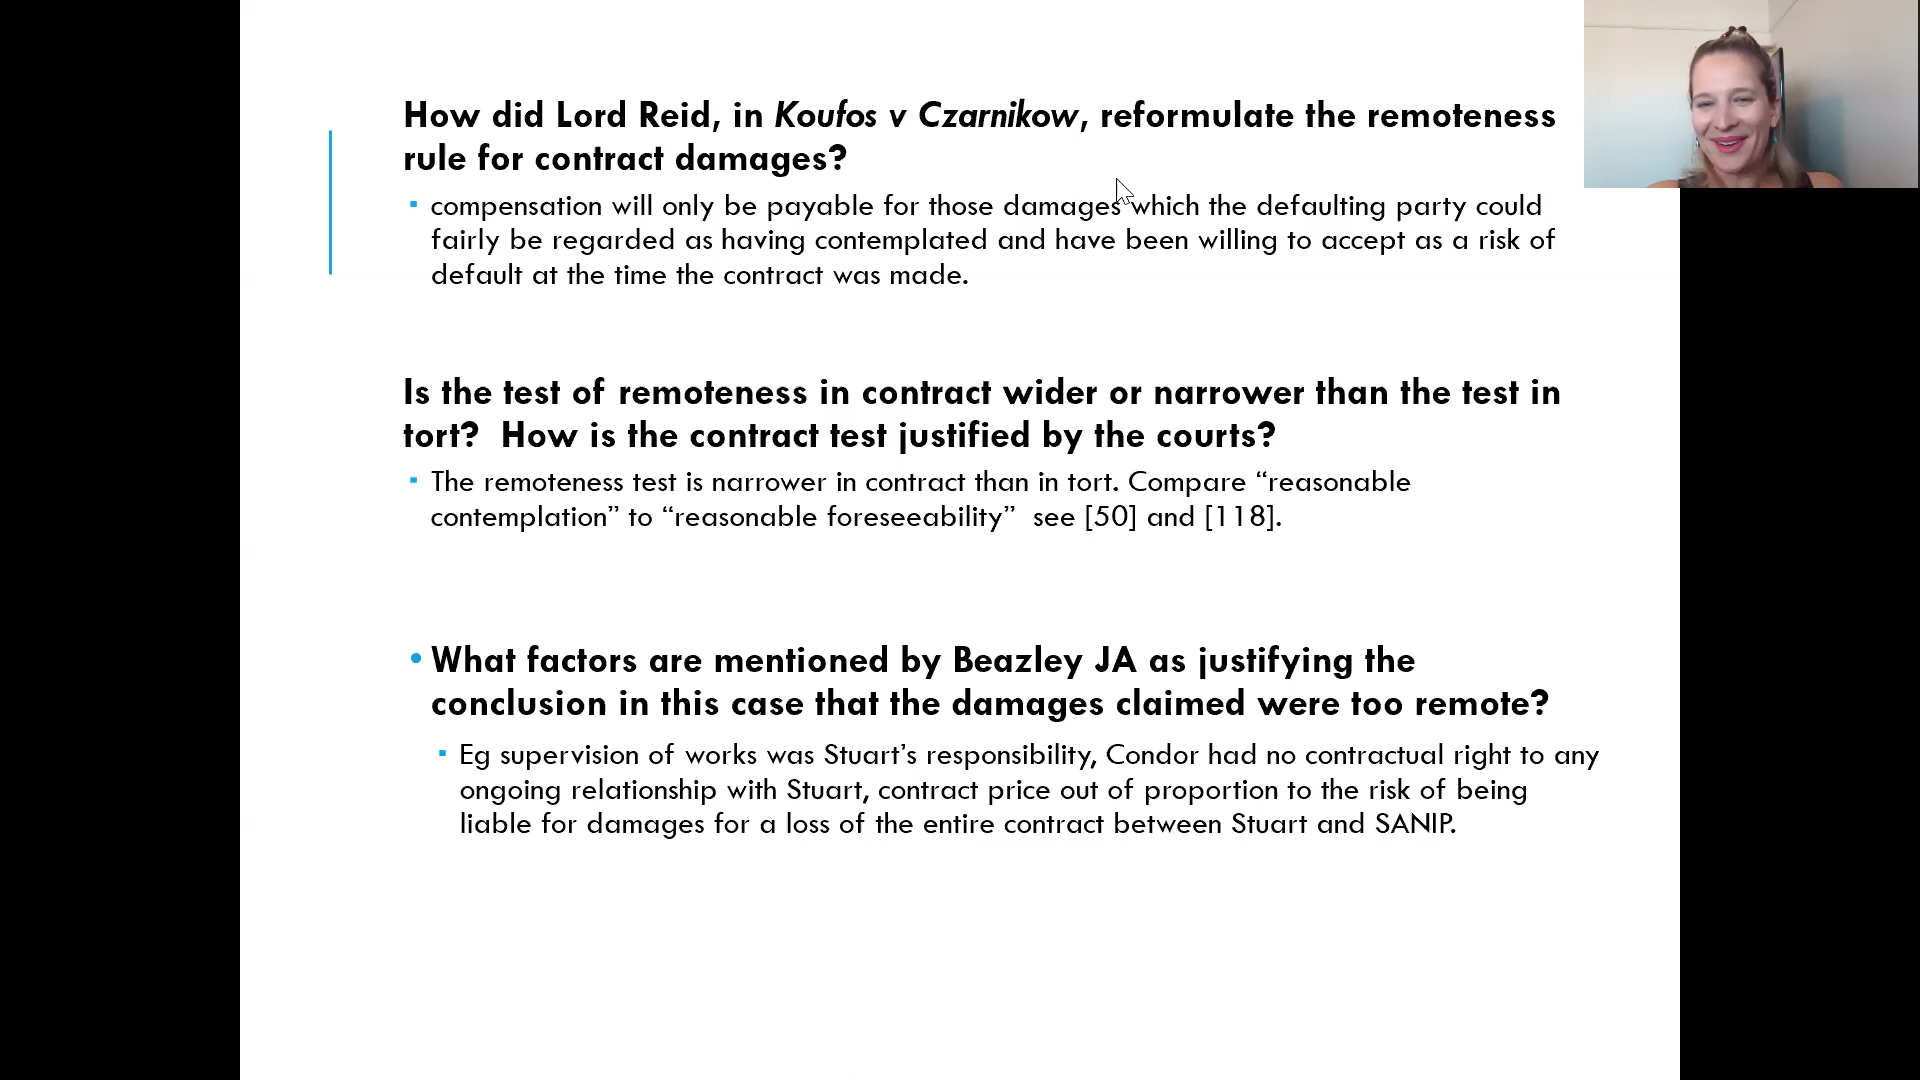 How did Lord Reid, in Koufos v Czarnikow, reformulate the remoteness
rule for contract damages?
▪ compensation will only be payable for those damages which the defaulting party could
fairly be regarded as having contemplated and have been willing to accept as a risk of
default at the time the contract was made.
Is the test of remoteness in contract wider or narrower than the test in
tort?  How is the contract test justified by the courts?
▪ The remoteness test is narrower in contract than in tort. Compare “reasonable
contemplation” to “reasonable foreseeability”  see [50] and [118].
• What factors are mentioned by Beazley JA as justifying the
conclusion in this case that the damages claimed were too remote?
▪ Eg supervision of works was Stuart’s responsibility, Condor had no contractual right to any
ongoing relationship with Stuart, contract price out of proportion to the risk of being
liable for damages for a loss of the entire contract between Stuart and SANIP.